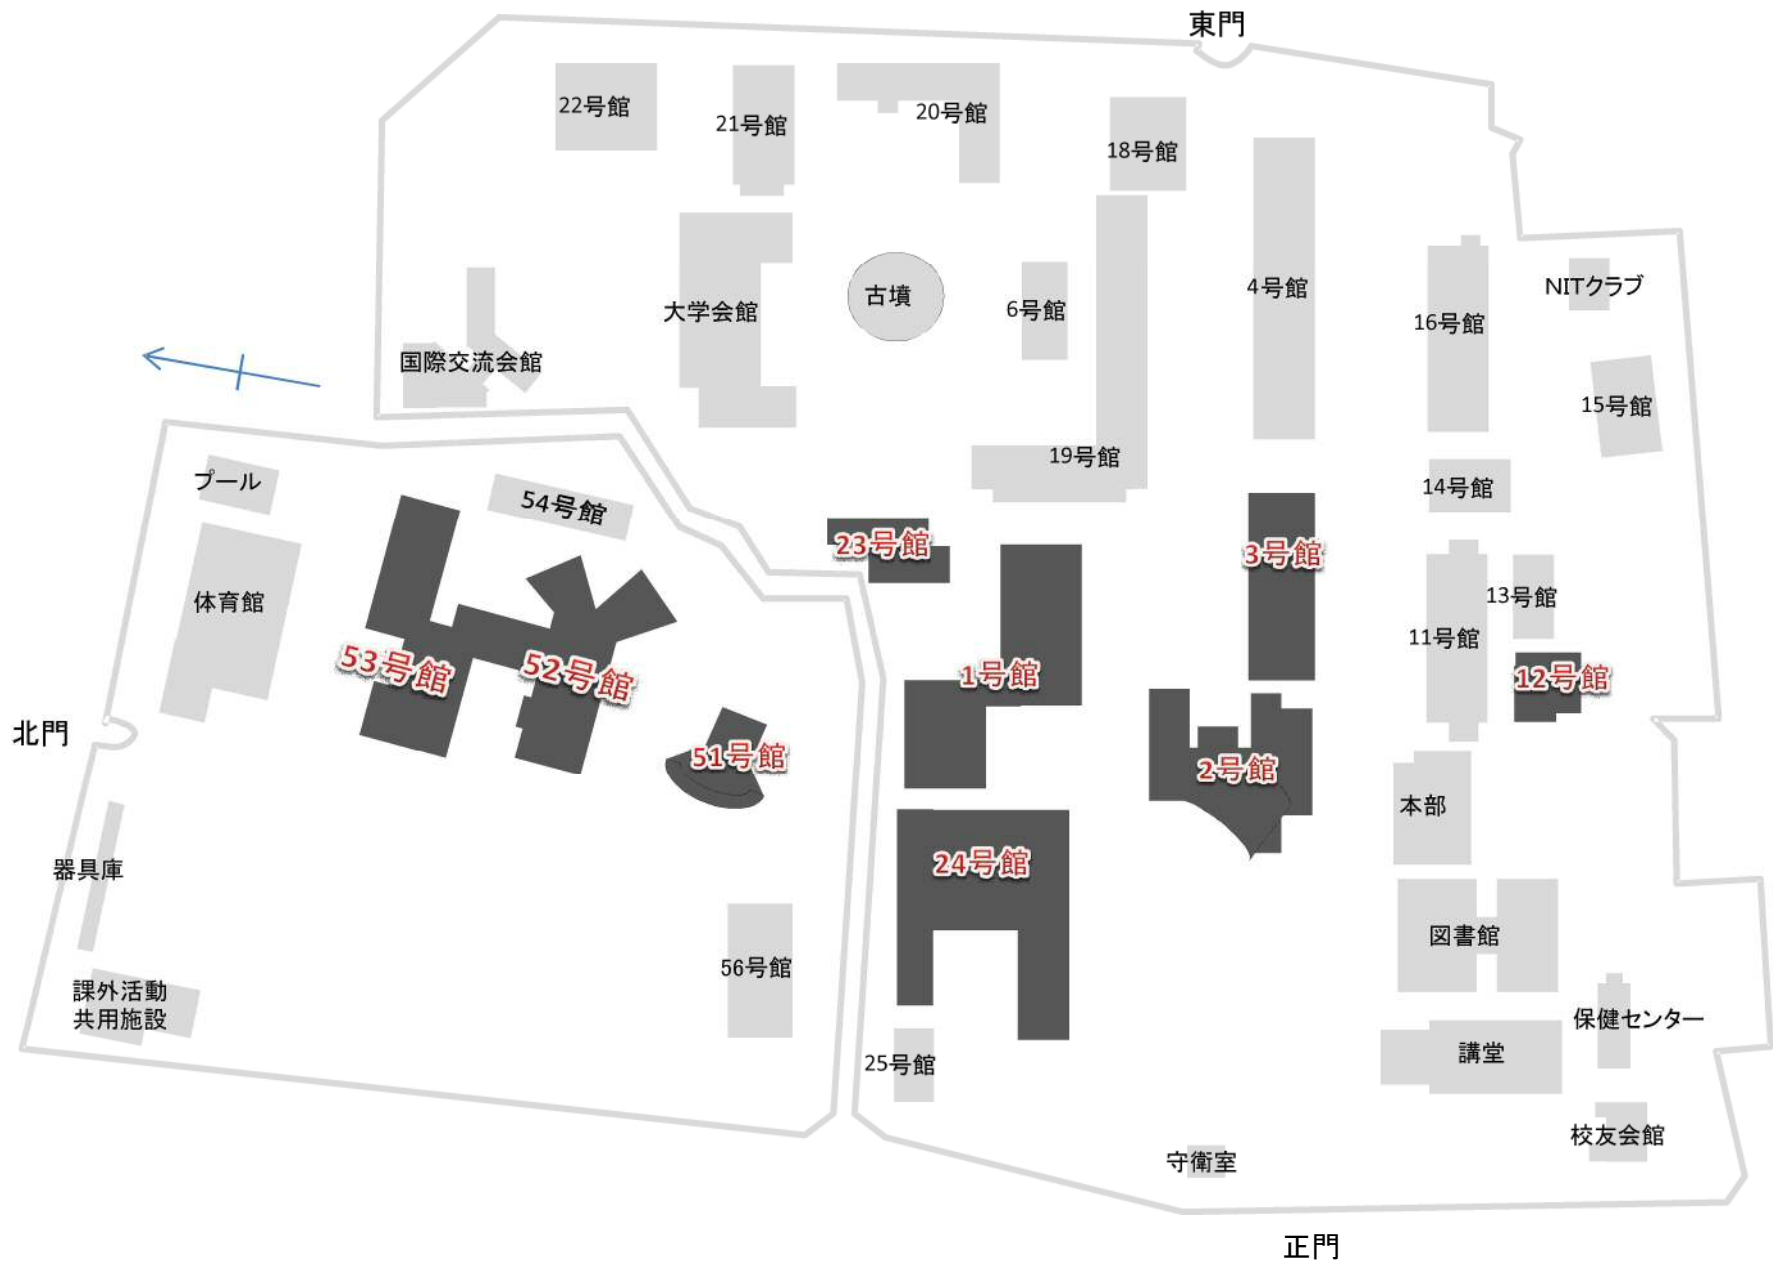 東門
22号館
21号館
20号館
18号館
4号館
NITクラブ
古墳
大学会館
6号館
16号館
国際交流会館
15号館
19号館
プール
54号館
14号館
23号館
3号館
体育館
13号館
11号館
53号館
52号館
1号館
12号館
北門
51号館
2号館
本部
24号館
器具庫
図書館
56号館
課外活動
共用施設
保健センター
講堂
25号館
校友会館
守衛室
正門